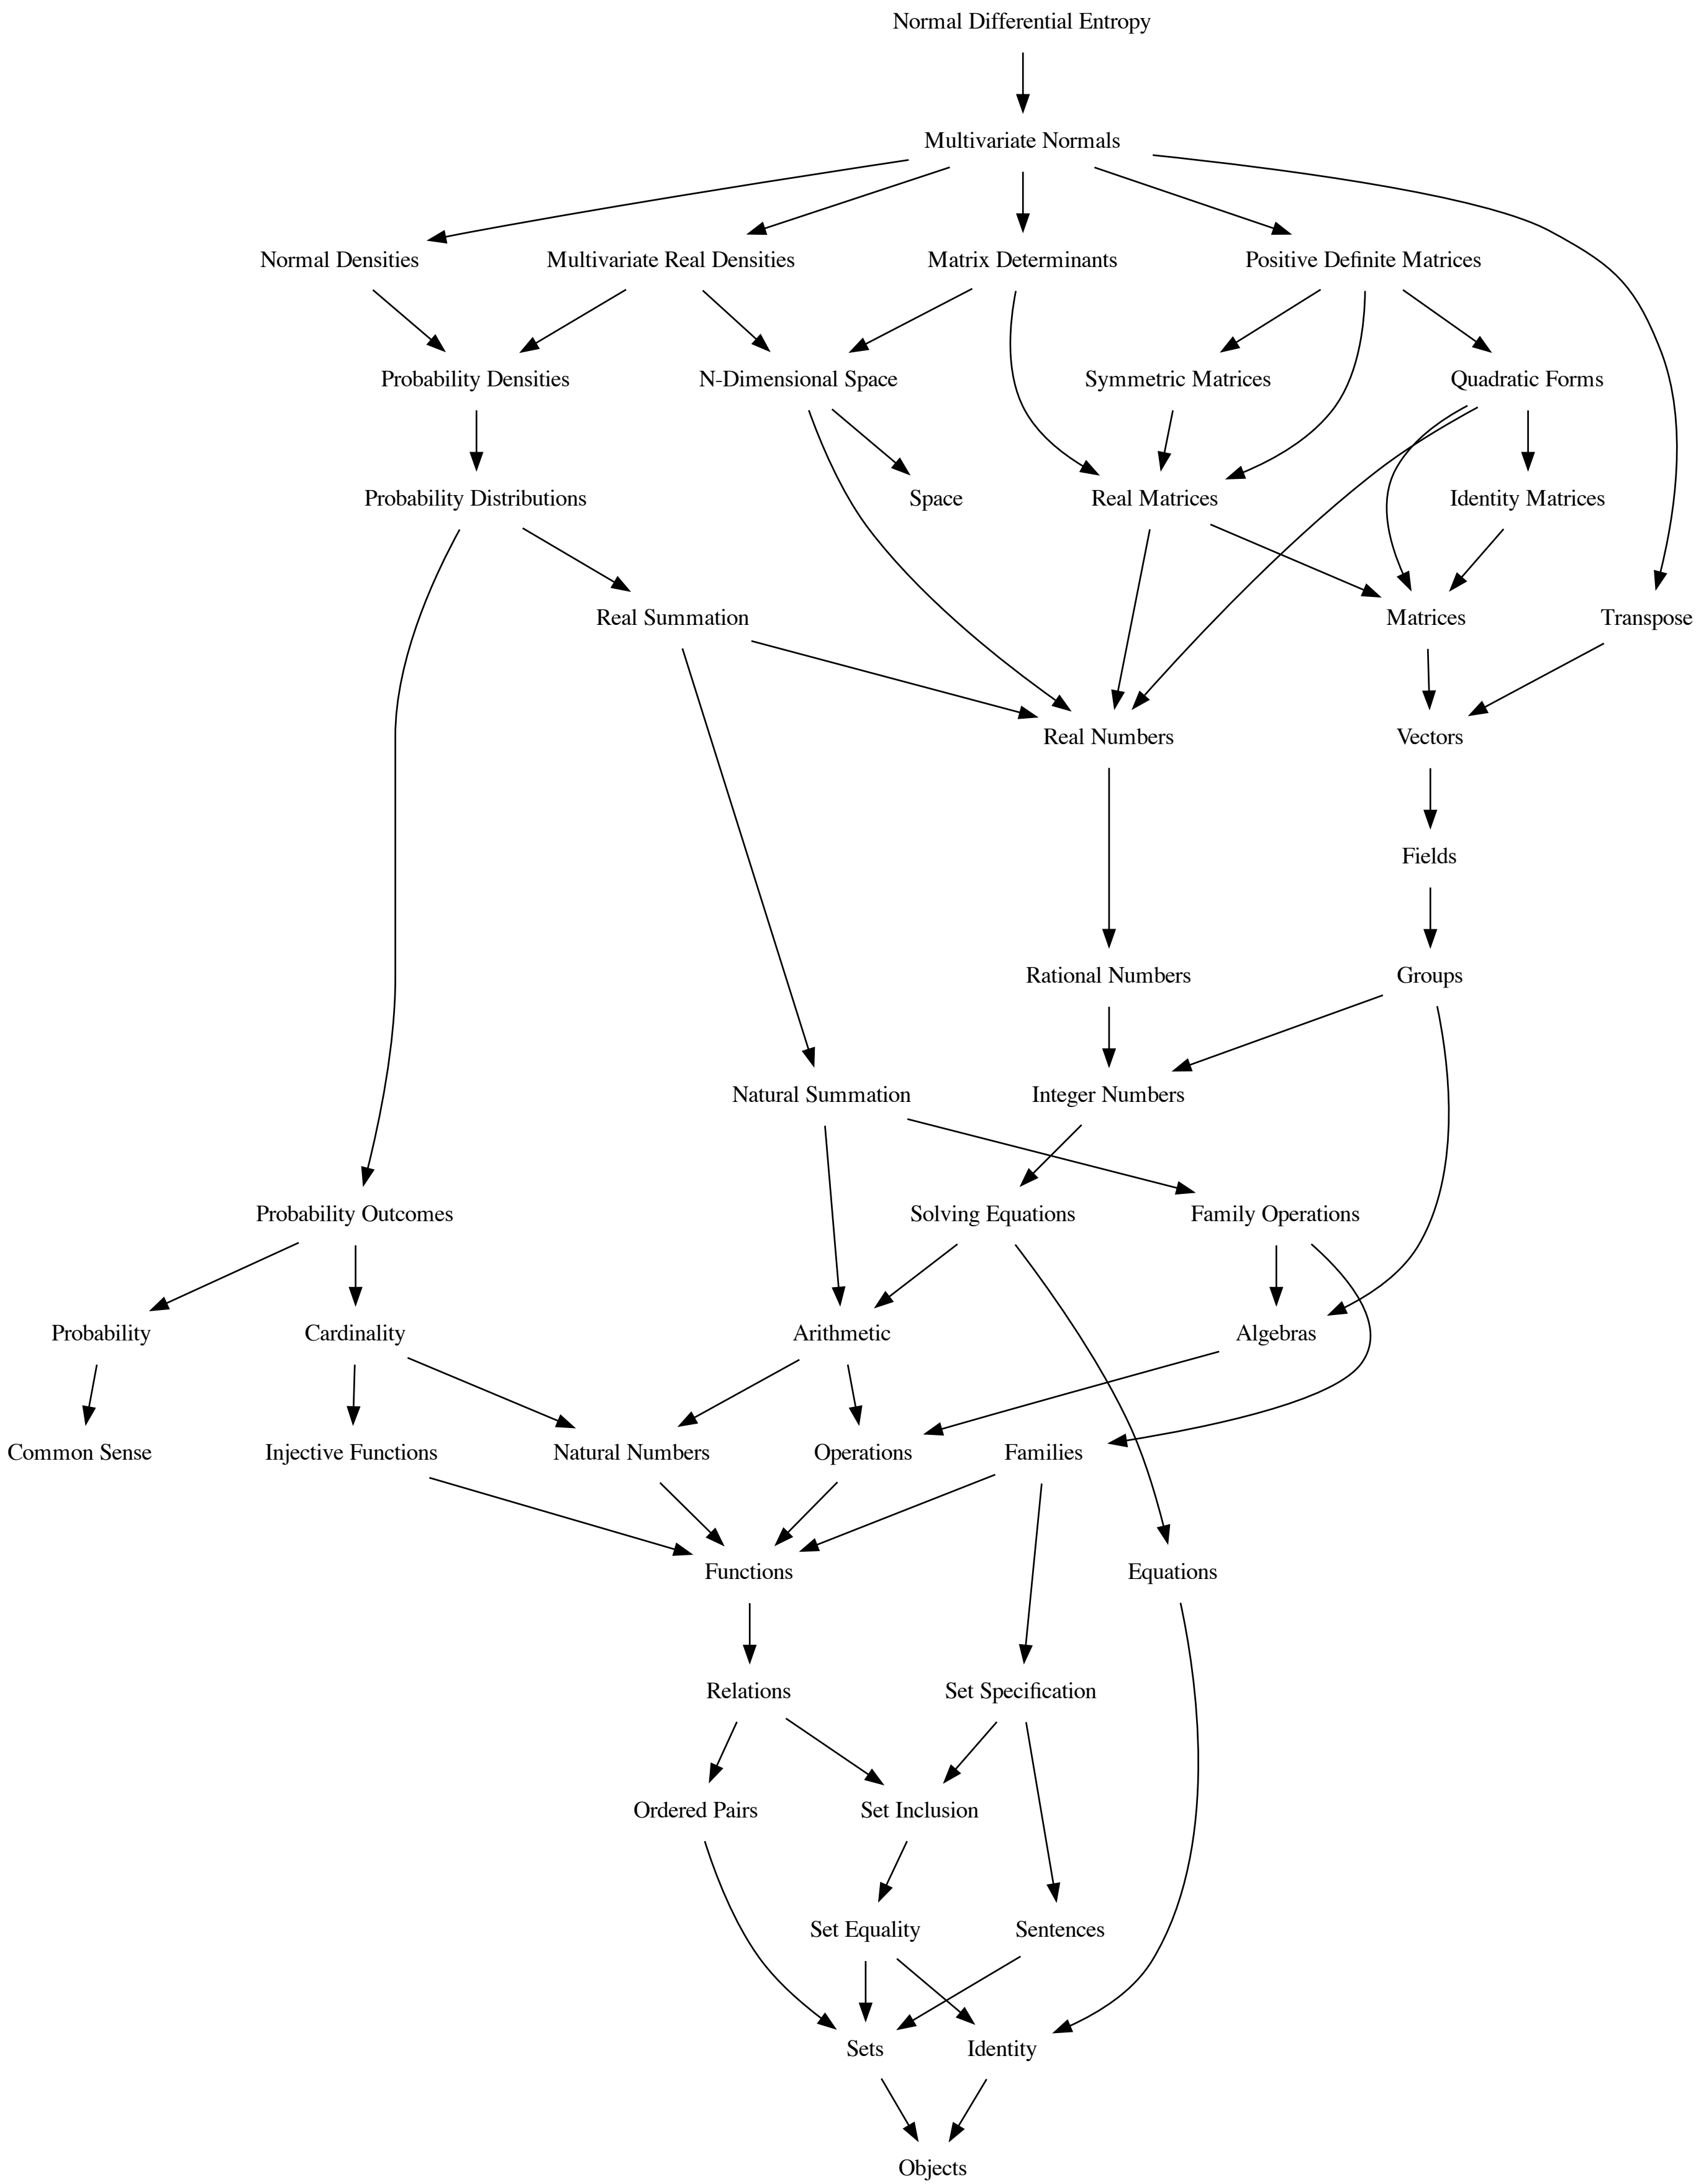 Normal Differential Entropy
Multivariate Normals
Normal Densities
Multivariate Real Densities
Matrix Determinants
Positive Definite Matrices
Probability Densities
N-Dimensional Space
Symmetric Matrices
Quadratic Forms
Probability Distributions
Space
Real Matrices
Identity Matrices
Real Summation
Matrices
Transpose
Real Numbers
Vectors
Fields
Rational Numbers
Groups
Natural Summation
Integer Numbers
Probability Outcomes
Solving Equations
Family Operations
Probability
Cardinality
Arithmetic
Algebras
Common Sense
Injective Functions
Natural Numbers
Operations
Families
Functions
Equations
Relations
Set Specification
Ordered Pairs
Set Inclusion
Set Equality
Sentences
Sets
Identity
Objects